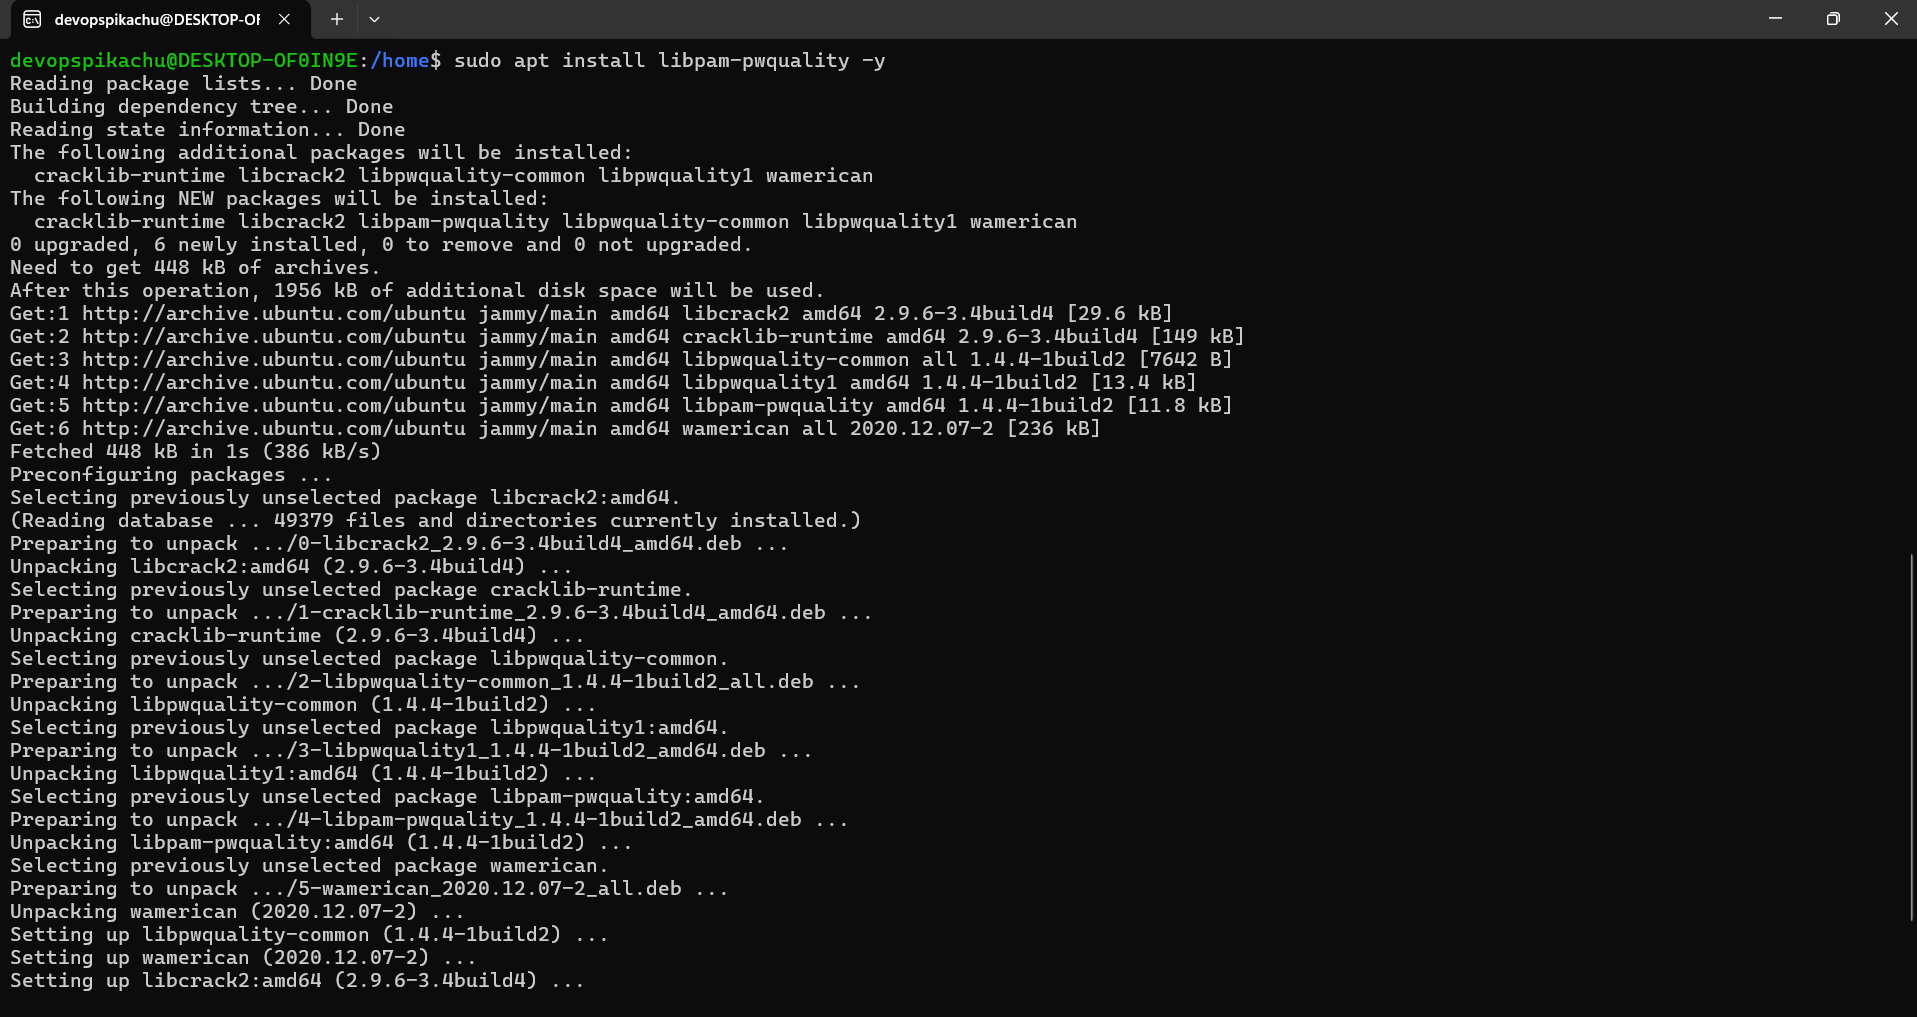 devopspikachu@DESKTOP-OF
devopspikachu@DESKTOP-OF0IN9E:/home$ sudo apt install libpam-pwquality -y
Reading package lists... Done
Building dependency tree... Done
Reading state information... Done
The following additional packages will be installed:
  cracklib-runtime libcrack2 libpwquality-common libpwquality1 wamerican
The following NEW packages will be installed:
  cracklib-runtime libcrack2 libpam-pwquality libpwquality-common libpwquality1 wamerican
0 upgraded, 6 newly installed, 0 to remove and 0 not upgraded.
Need to get 448 kB of archives.
After this operation, 1956 kB of additional disk space will be used.
Get:1 http://archive.ubuntu.com/ubuntu jammy/main amd64 libcrack2 amd64 2.9.6-3.4build4 [29.6 kB]
Get:2 http://archive.ubuntu.com/ubuntu jammy/main amd64 cracklib-runtime amd64 2.9.6-3.4build4 [149 kB]
Get:3 http://archive.ubuntu.com/ubuntu jammy/main amd64 libpwquality-common all 1.4.4-1build2 [7642 B]
Get:4 http://archive.ubuntu.com/ubuntu jammy/main amd64 libpwquality1 amd64 1.4.4-1build2 [13.4 kB]
Get:5 http://archive.ubuntu.com/ubuntu jammy/main amd64 libpam-pwquality amd64 1.4.4-1build2 [11.8 kB]
Get:6 http://archive.ubuntu.com/ubuntu jammy/main amd64 wamerican all 2020.12.07-2 [236 kB]
Fetched 448 kB in 1s (386 kB/s)
Preconfiguring packages ...
Selecting previously unselected package libcrack2:amd64.
(Reading database ... 49379 files and directories currently installed.)
Preparing to unpack .../0-libcrack2_2.9.6-3.4build4_amd64.deb ...
Unpacking libcrack2:amd64 (2.9.6-3.4build4) ...
Selecting previously unselected package cracklib-runtime.
Preparing to unpack .../1-cracklib-runtime_2.9.6-3.4build4_amd64.deb ...
Unpacking cracklib-runtime (2.9.6-3.4build4) ...
Selecting previously unselected package libpwquality-common.
Preparing to unpack .../2-libpwquality-common_1.4.4-1build2_all.deb ...
Unpacking libpwquality-common (1.4.4-1build2) ...
Selecting previously unselected package libpwquality1:amd64.
Preparing to unpack .../3-libpwquality1_1.4.4-1build2_amd64.deb ...
Unpacking libpwquality1:amd64 (1.4.4-1build2) ...
Selecting previously unselected package libpam-pwquality:amd64.
Preparing to unpack .../4-libpam-pwquality_1.4.4-1build2_amd64.deb ...
Unpacking libpam-pwquality:amd64 (1.4.4-1build2) ...
Selecting previously unselected package wamerican.
Preparing to unpack .../5-wamerican_2020.12.07-2_all.deb ...
Unpacking wamerican (2020.12.07-2) ...
Setting up libpwquality-common (1.4.4-1build2) ...
Setting up wamerican (2020.12.07-2) ...
Setting up libcrack2:amd64 (2.9.6-3.4build4) ...